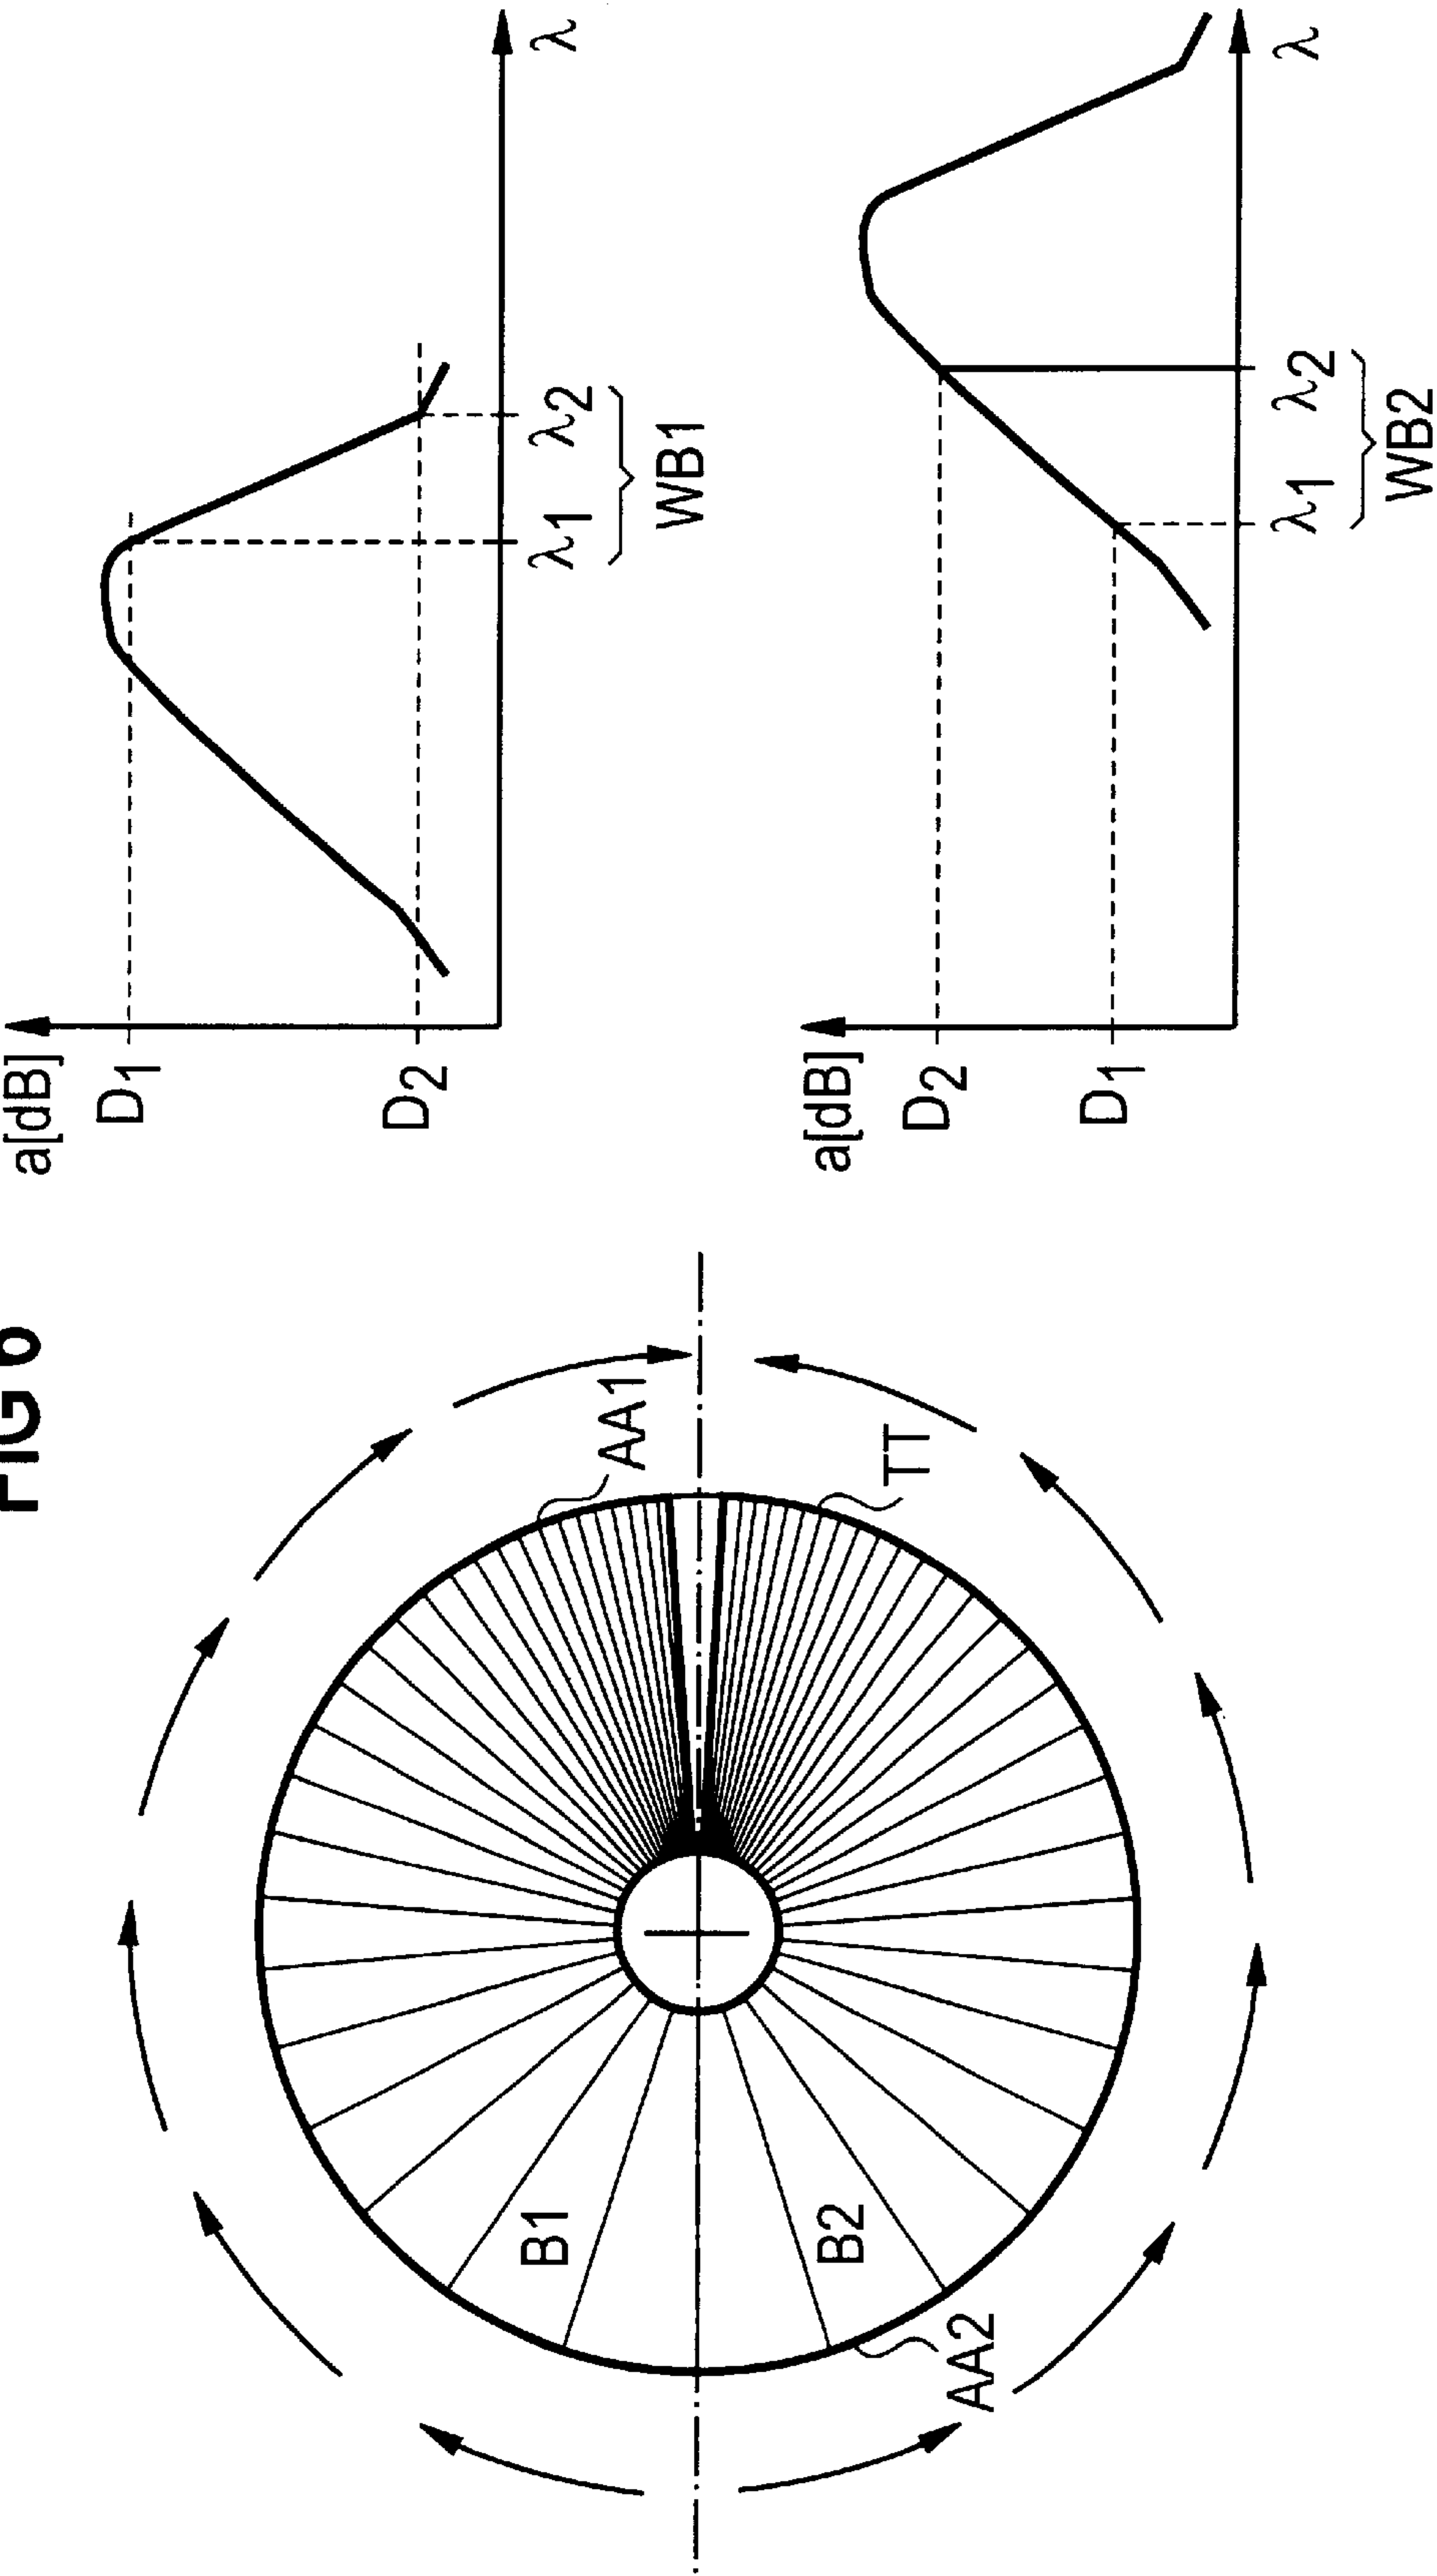 FIG 6
AA1
TT
B1
B2
AA2
a[dB]
D1
D2
λ1 λ2
λ
WB1
a[dB]
D2
D1
λ1 λ2
λ
WB2